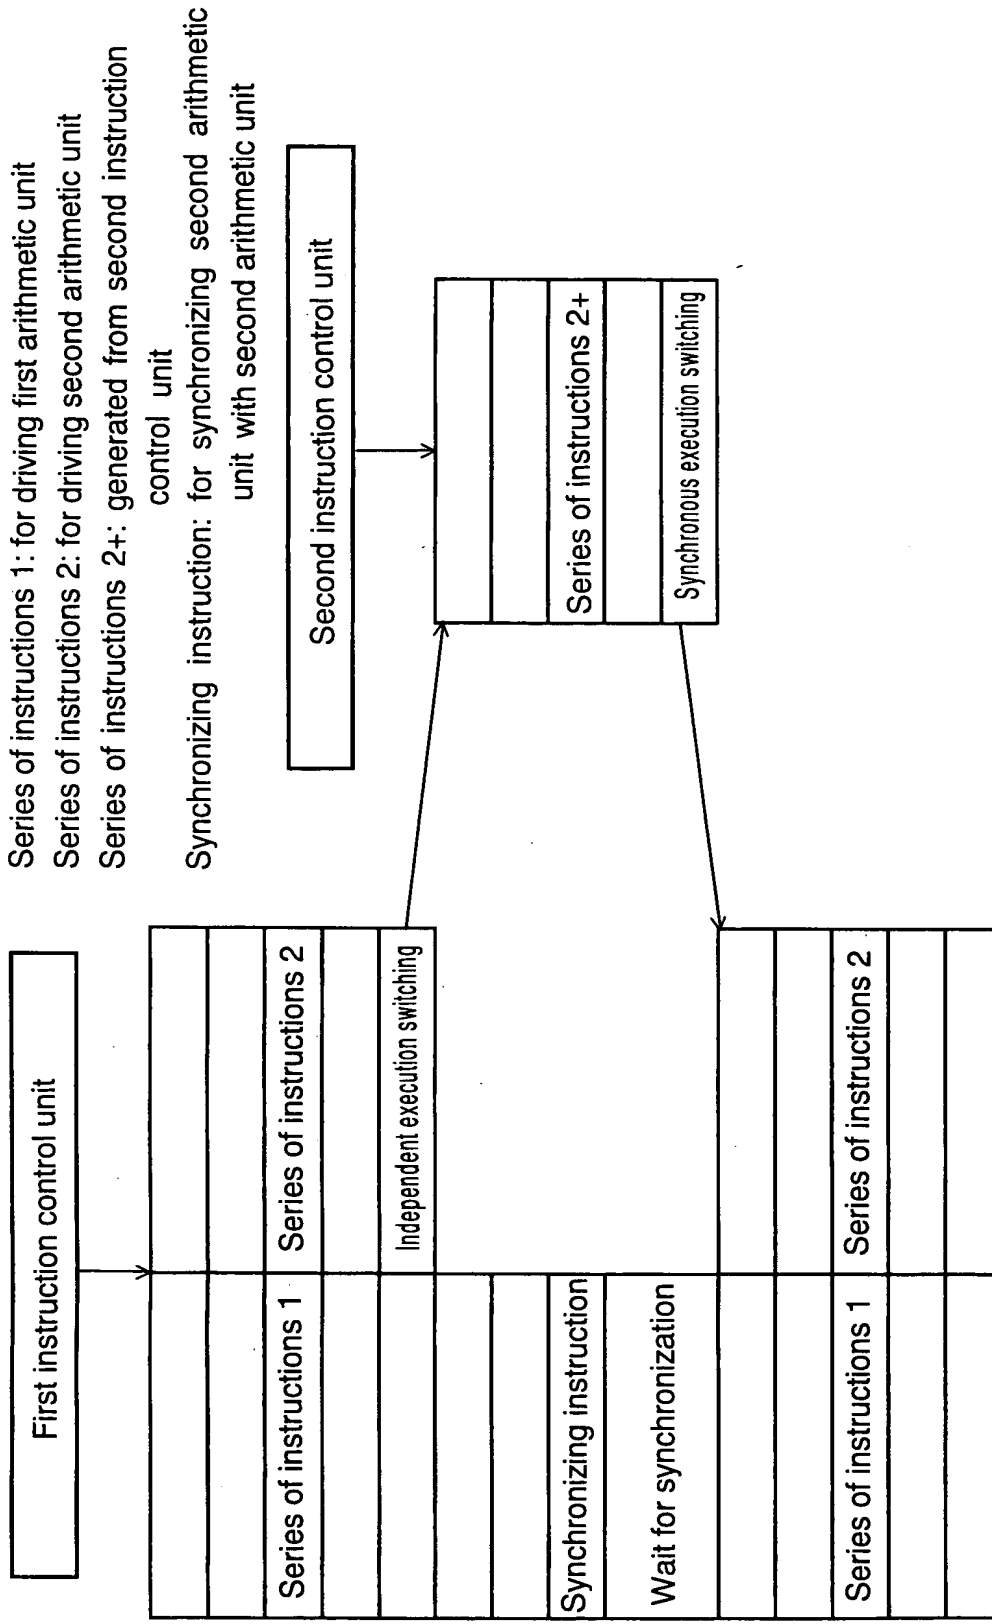 Series of instructions 1: for driving first arithmetic unit
Series of instructions 2: for driving second arithmetic unit
Series of instructions 2+: generated from second instruction
control unit
Synchronizing instruction: for synchronizing second arithmetic
unit with second arithmetic unit
First instruction control unit
Second instruction control unit
Series of instructions 1
Series of instructions 2
Independent execution switching
Synchronizing instruction
Wait for synchronization
Series of instructions 2+
Synchronous execution switching
Series of instructions 1
Series of instructions 2